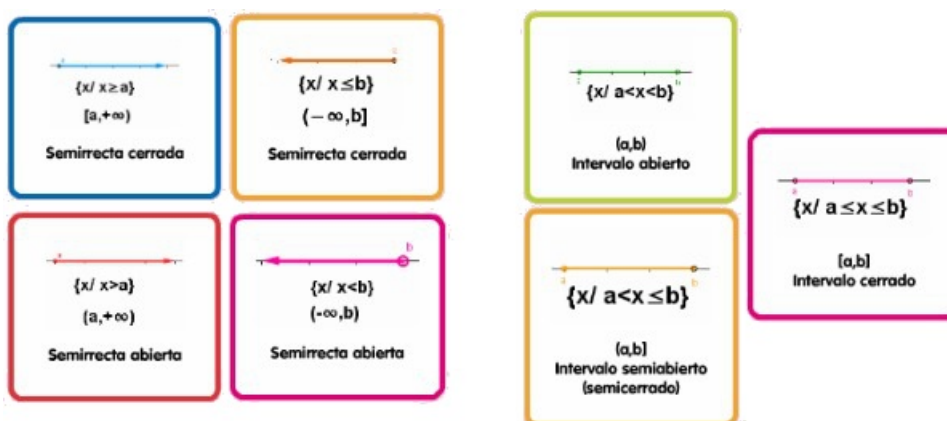 {x/ x≥a}
[a,+∞)
Semirrecta cerrada
{x/ x≤b}
(−∞,b]
Semirrecta cerrada
{x/ x>a}
(a,+∞)
Semirrecta abierta
b
{x/ x<b}
(-∞,b)
Semirrecta abierta
b
{x/ a<x<b}
(a,b)
Intervalo abierto
a b
{x/ a<x≤b}
(a,b]
Intervalo semiabierto
(semicerrado)
a
{x/ a≤x≤b}
[a,b]
Intervalo cerrado